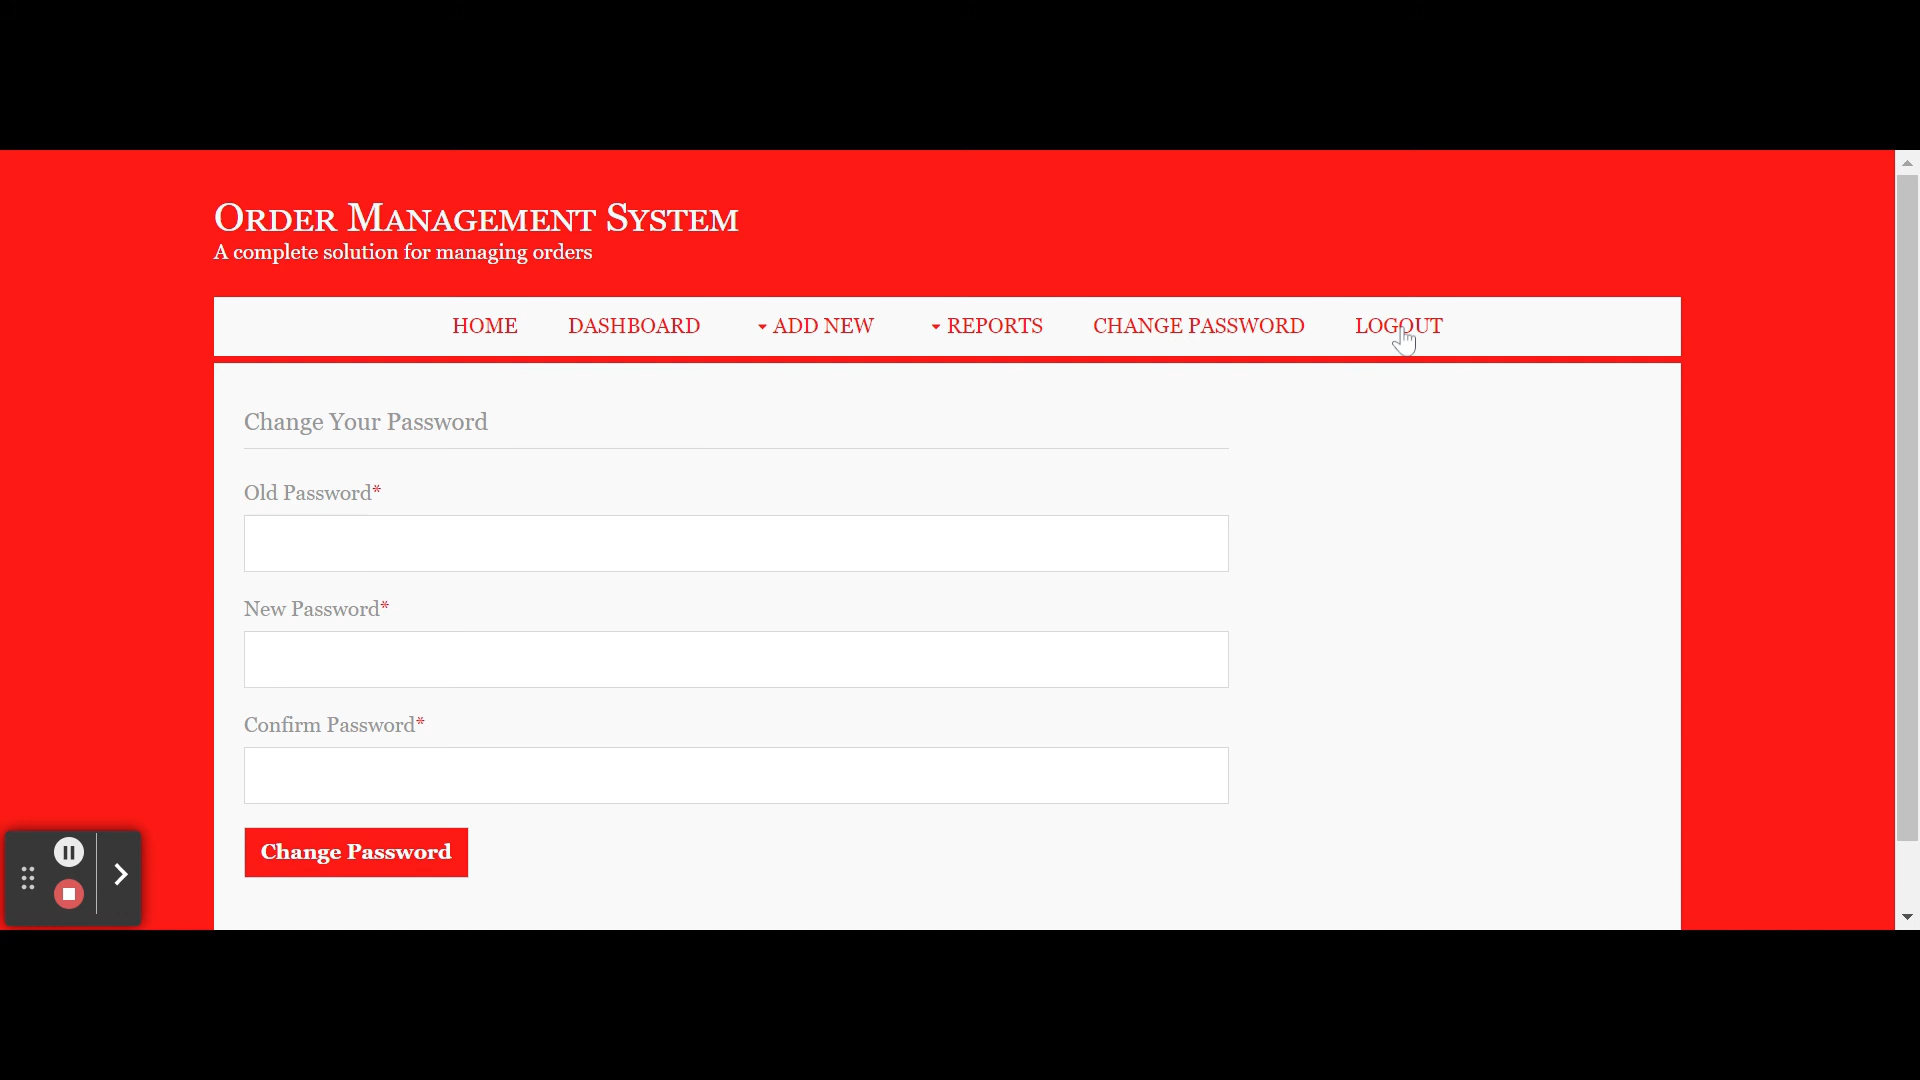 ORDER MANAGEMENT SYSTEM
A complete solution for managing orders
HOME DASHBOARD ADD NEW REPORTS CHANGE PASSWORD LOGOUT
Change Your Password
Old Password*
New Password*
Confirm Password*
Change Password